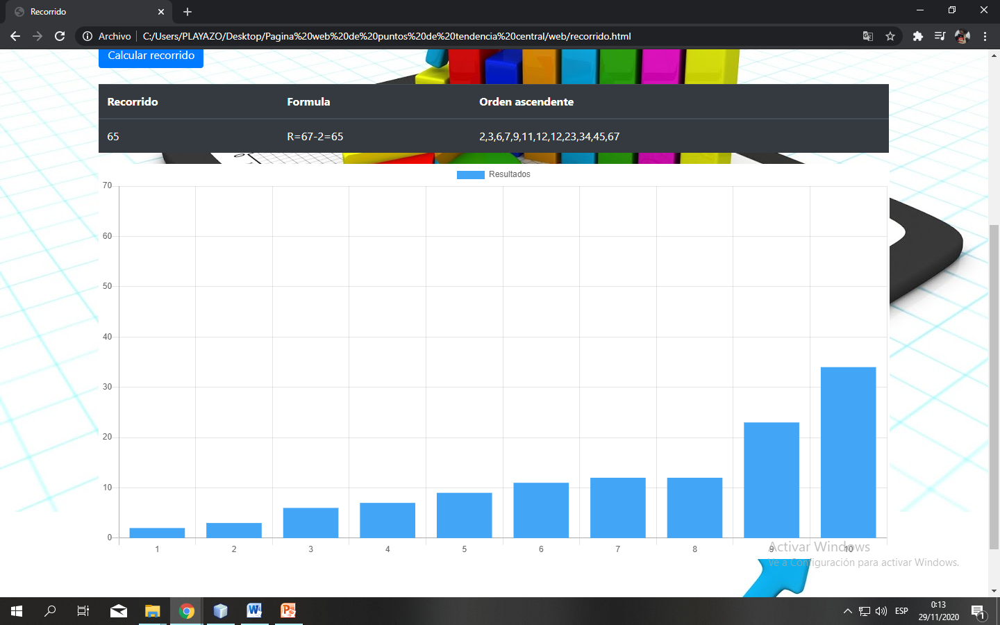 Recorrido
Archivo
C:/Users/PLAYAZO/Desktop/Pagina%20web%20de%20puntos%20de%20tendencia%20central/web/recorrido.html
Calcular recorrido
Recorrido Formula Orden ascendente
65 R=67-2=65 2,3,6,7,9,11,12,12,23,34,45,67
Resultados
70
60
50
40
30
20
10
0
1 2 3 4 5 6 7 8 9 10
Activar Windows
Ve a Configuración para activar Windows.
ESP
0:13
29/11/2020
1